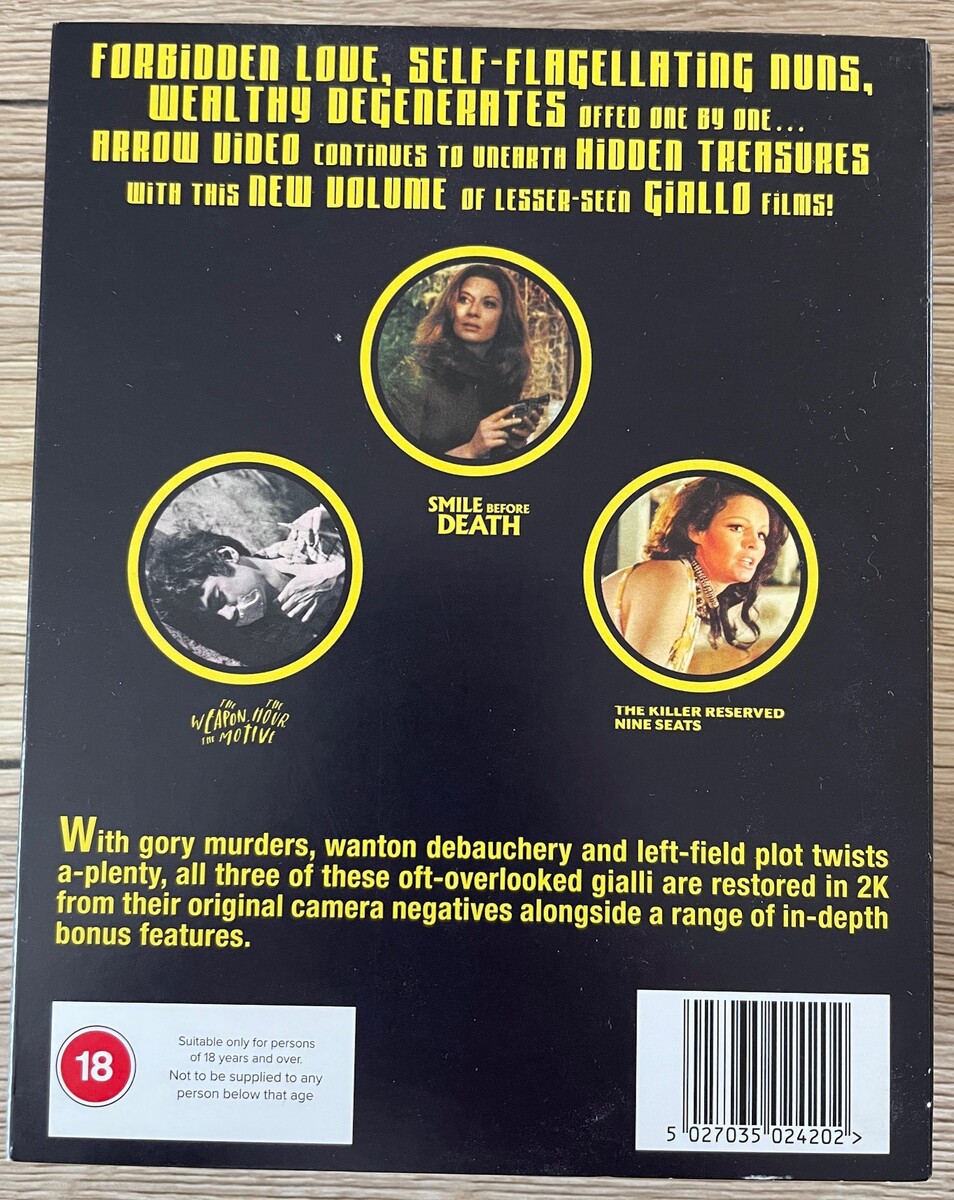 FORBIDDEN LOVE, SELF-FLAGELLATING NUNS,
WEALTHY DEGENERATES OFFED ONE BY ONE...
ARROW VIDEO CONTINUES TO UNEARTH HIDDEN TREASURES
WITH THIS NEW VOLUME OF LESSER-SEEN GIALLO FILMS!
SMILE BEFORE
DEATH
THE WEAPON, THE HOUR
THE MOTIVE
THE KILLER RESERVED
NINE SEATS
With gory murders, wanton debauchery and left-field plot twists
a-plenty, all three of these oft-overlooked gialli are restored in 2K
from their original camera negatives alongside a range of in-depth
bonus features.
18
Suitable only for persons
of 18 years and over.
Not to be supplied to any
person below that age
5 027035 024202 >